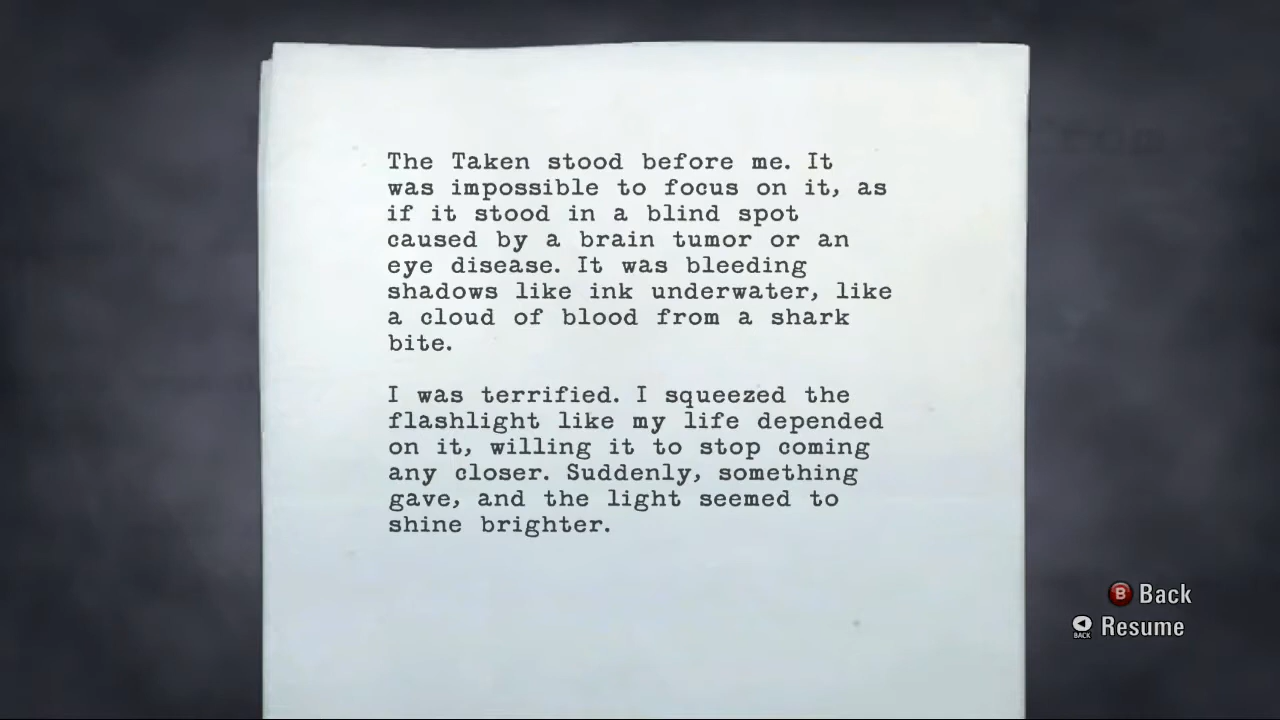 The Taken stood before me. It
was impossible to focus on it, as
if it stood in a blind spot
caused by a brain tumor or an
eye disease. It was bleeding
shadows like ink underwater, like
a cloud of blood from a shark
bite.
I was terrified. I squeezed the
flashlight like my life depended
on it, willing it to stop coming
any closer. Suddenly, something
gave, and the light seemed to
shine brighter.
B Back
BACK Resume